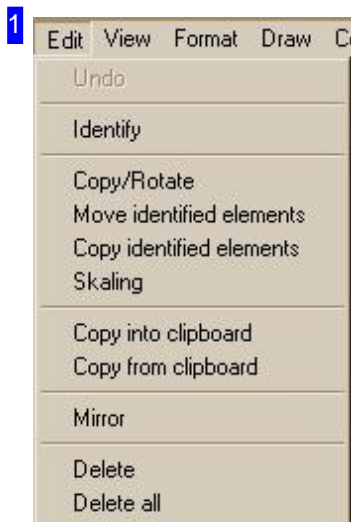 1
Edit View Format Draw
Undo
Identify
Copy/Rotate
Move identified elements
Copy identified elements
Skaling
Copy into clipboard
Copy from clipboard
Mirror
Delete
Delete all